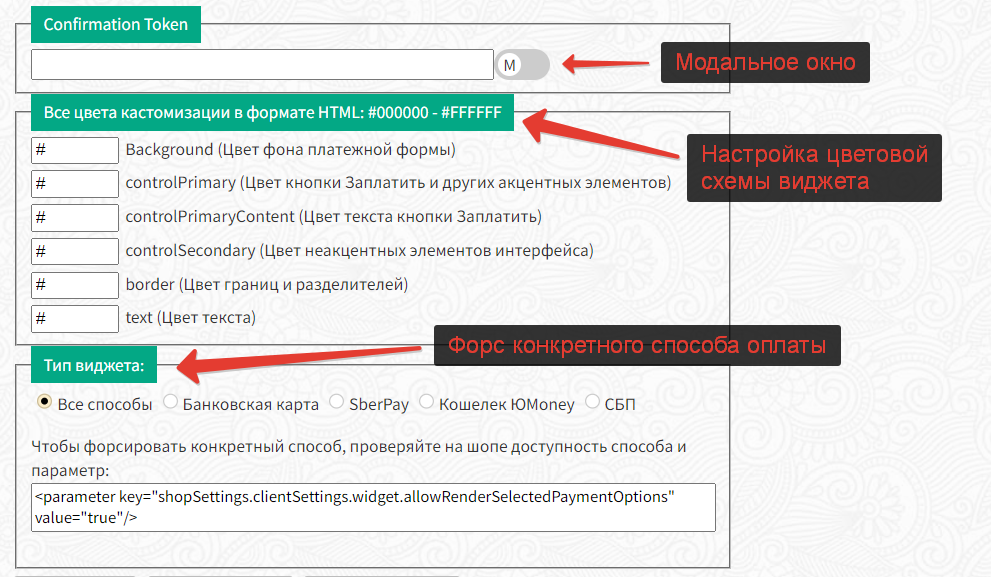 Confirmation Token
M
Модальное окно
Все цвета кастомизации в формате HTML: #000000 - #FFFFFF
Настройка цветовой
схемы виджета
# Background (Цвет фона платежной формы)
# controlPrimary (Цвет кнопки Заплатить и других акцентных элементов)
# controlPrimaryContent (Цвет текста кнопки Заплатить)
# controlSecondary (Цвет неакцентных элементов интерфейса)
# border (Цвет границ и разделителей)
# text (Цвет текста)
Форс конкретного способа оплаты
Тип виджета:
Все способы Банковская карта SberPay Кошелек ЮMoney СБП
Чтобы форсировать конкретный способ, проверяйте на шопе доступность способа и
параметр:
<parameter key="shopSettings.clientSettings.widget.allowRenderSelectedPaymentOptions"
value="true"/>